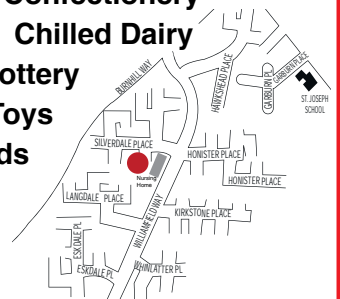 Confectionery
Chilled Dairy
ottery
Toys
ds
BURNHILL WAY
HAWKSHEAD PLACE
GARBURN PL
GARBURN PLACE
ST. JOSEPH
SCHOOL
SILVERDALE PLACE
HONISTER PLACE
Nursing
Home
HONISTER PLACE
LANGDALE PLACE
WILLIAMFIELD WAY
KIRKSTONE PLACE
ESKDALE PL
ESKDALE PL
WHINLATTER PL